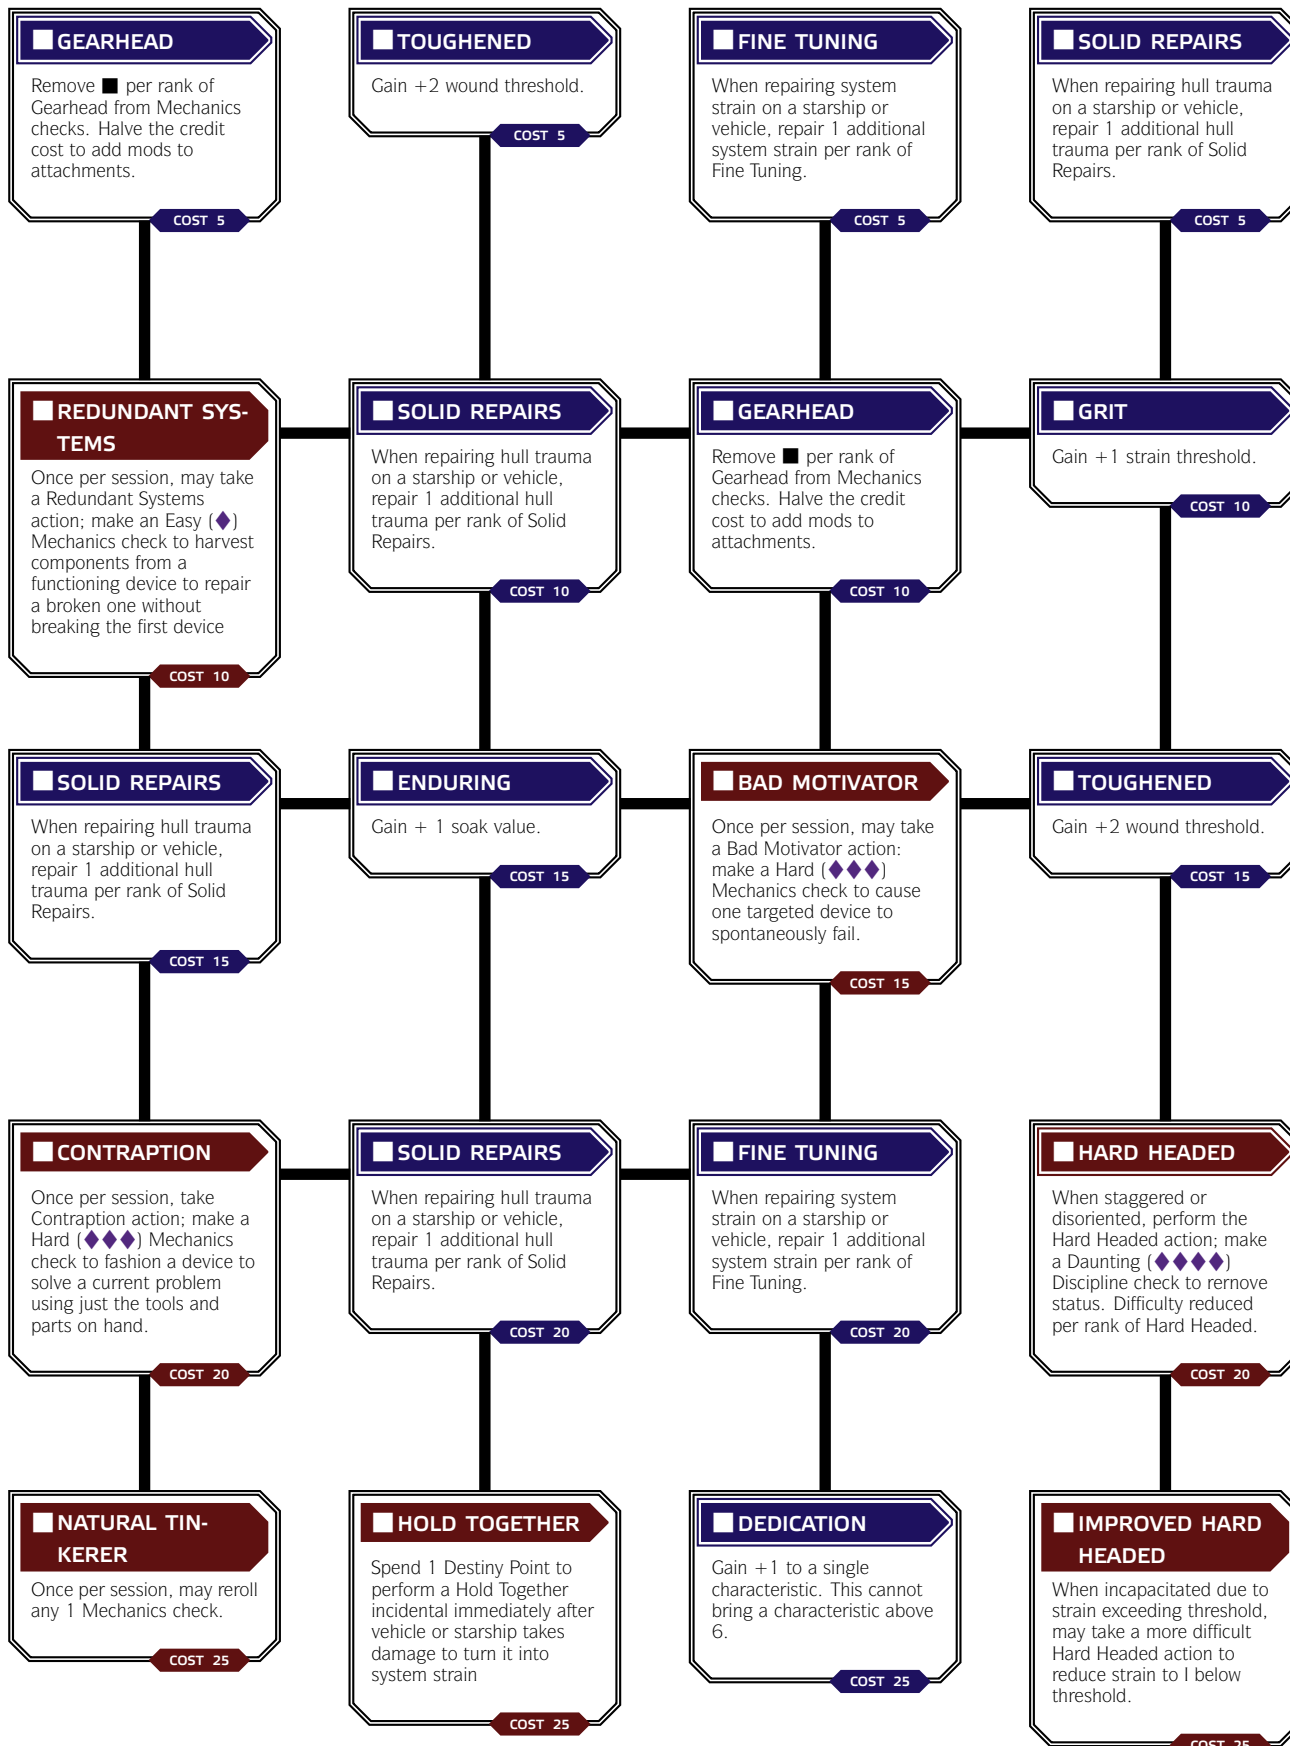 GEARHEAD
Remove ■ per rank of
Gearhead from Mechanics
checks. Halve the credit
cost to add mods to
attachments.
COST 5
TOUGHENED
Gain +2 wound threshold.
COST 5
FINE TUNING
When repairing system
strain on a starship or
vehicle, repair 1 additional
system strain per rank of
Fine Tuning.
COST 5
SOLID REPAIRS
When repairing hull trauma
on a starship or vehicle,
repair 1 additional hull
trauma per rank of Solid
Repairs.
COST 5
REDUNDANT SYS-
TEMS
Once per session, may take
a Redundant Systems
action; make an Easy (♦)
Mechanics check to harvest
components from a
functioning device to repair
a broken one without
breaking the first device
COST 10
SOLID REPAIRS
When repairing hull trauma
on a starship or vehicle,
repair 1 additional hull
trauma per rank of Solid
Repairs.
COST 10
GEARHEAD
Remove ■ per rank of
Gearhead from Mechanics
checks. Halve the credit
cost to add mods to
attachments.
COST 10
GRIT
Gain +1 strain threshold.
COST 10
SOLID REPAIRS
When repairing hull trauma
on a starship or vehicle,
repair 1 additional hull
trauma per rank of Solid
Repairs.
COST 15
ENDURING
Gain + 1 soak value.
COST 15
BAD MOTIVATOR
Once per session, may take
a Bad Motivator action:
make a Hard (♦♦♦)
Mechanics check to cause
one targeted device to
spontaneously fail.
COST 15
TOUGHENED
Gain +2 wound threshold.
COST 15
CONTRAPTION
Once per session, take
Contraption action; make a
Hard (♦♦♦) Mechanics
check to fashion a device to
solve a current problem
using just the tools and
parts on hand.
COST 20
SOLID REPAIRS
When repairing hull trauma
on a starship or vehicle,
repair 1 additional hull
trauma per rank of Solid
Repairs.
COST 20
FINE TUNING
When repairing system
strain on a starship or
vehicle, repair 1 additional
system strain per rank of
Fine Tuning.
COST 20
HARD HEADED
When staggered or
disoriented, perform the
Hard Headed action; make
a Daunting (♦♦♦♦)
Discipline check to rernove
status. Difficulty reduced
per rank of Hard Headed.
COST 20
NATURAL TIN-
KERER
Once per session, may reroll
any 1 Mechanics check.
COST 25
HOLD TOGETHER
Spend 1 Destiny Point to
perform a Hold Together
incidental immediately after
vehicle or starship takes
damage to turn it into
system strain
COST 25
DEDICATION
Gain +1 to a single
characteristic. This cannot
bring a characteristic above
6.
COST 25
IMPROVED HARD
HEADED
When incapacitated due to
strain exceeding threshold,
may take a more difficult
Hard Headed action to
reduce strain to I below
threshold.
COST 25